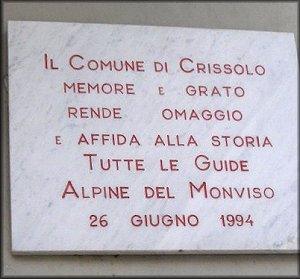 Il Comune di Crissolo
memore e grato
rende omaggio
e affida alla storia
Tutte le Guide
Alpine del Monviso
26 giugno 1994